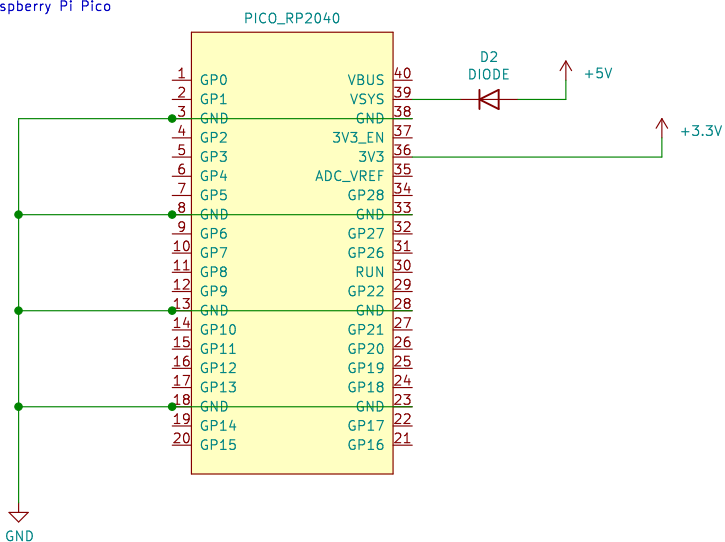 spberry Pi Pico
PICO_RP2040
1 GP0 VBUS 40
2 GP1 VSYS 39
3 GND GND 38
4 GP2 3V3_EN 37
5 GP3 3V3 36
6 GP4 ADC_VREF 35
7 GP5 GP28 34
8 GND GND 33
9 GP6 GP27 32
10 GP7 GP26 31
11 GP8 RUN 30
12 GP9 GP22 29
13 GND GND 28
14 GP10 GP21 27
15 GP11 GP20 26
16 GP12 GP19 25
17 GP13 GP18 24
18 GND GND 23
19 GP14 GP17 22
20 GP15 GP16 21
D2
DIODE
+5V
+3.3V
GND